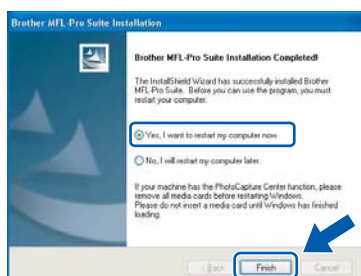 Brother MFL-Pro Suite Installation
Brother MFL-Pro Suite Installation Completed!
The InstallShield Wizard has successfully installed Brother
MFL-Pro Suite. Before you can use the program, you must
restart your computer.
Yes, I want to restart my computer now.
No, I will restart my computer later.
If your machine has the PhotoCapture Center function, please
remove all media cards before restarting Windows.
Please do not insert a media card until Windows has finished
loading.
< Back Finish Cancel